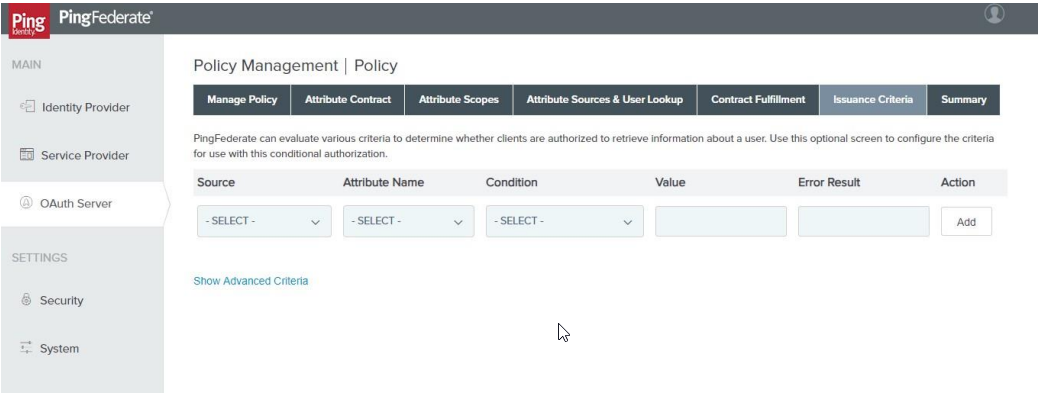 Ping
Identity
PingFederate®
MAIN
Identity Provider
Service Provider
OAuth Server
SETTINGS
Security
System
Policy Management | Policy
Manage Policy Attribute Contract Attribute Scopes Attribute Sources & User Lookup Contract Fulfillment Issuance Criteria Summary
PingFederate can evaluate various criteria to determine whether clients are authorized to retrieve information about a user. Use this optional screen to configure the criteria
for use with this conditional authorization.
Source Attribute Name Condition Value Error Result Action
- SELECT - - SELECT - - SELECT - Add
Show Advanced Criteria